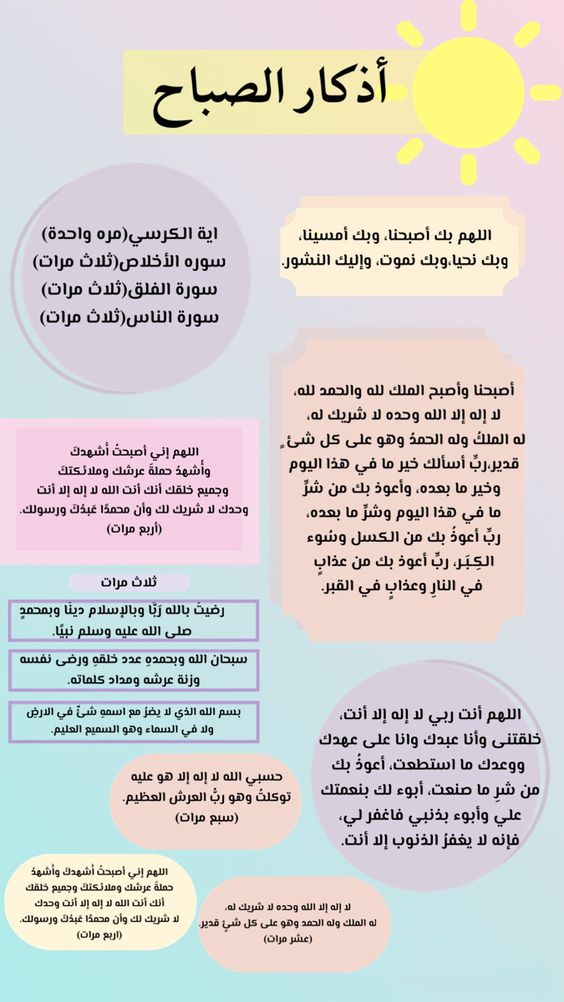 أذكار الصباح
اللهم بك أصبحنا، وبك أمسينا،
وبك نحيا،وبك نموت، وإليك النشور.
اية الكرسي(مره واحدة)
سوره الأخلاص(ثلاث مرات)
سورة الفلق(ثلاث مرات)
سورة الناس(ثلاث مرات)
أصبحنا وأصبح الملك لله والحمد لله،
لا إله إلا الله وحده لا شريك له،
له الملكُ وله الحمدُ وهو على كل شئٍ
قدير،ربِّ أسألك خير ما في هذا اليوم
وخير ما بعده، وأعوذ بك من شرِّ
ما في هذا اليوم وشرِّ ما بعده،
ربِّ أعوذُ بك من الكسل وسُوء
الكِبَر، ربِّ أعوذ بك من عذابٍ
في النارِ وعذابٍ في القبر.
اللهم إني أصبحتُ أشهدكَ
وأُشهدُ حملةَ عرشك وملائكتكَ
وجميع خلقك أنك أنت الله لا إله إلا أنت
وحدك لا شريك لك وأن محمدًا عَبدُكَ ورسولك.
(أربع مرات)
ثلاث مرات
رضيتُ بالله رَبًّا وبالإسلام دينًا وبمحمدٍ
صلى الله عليه وسلم نبيًا.
سبحان الله وبحمدهِ عدد خلقهِ ورضى نفسه
وزنة عرشه ومداد كلماته.
بسم الله الذي لا يضرُ مع اسمهِ شئٌ في الارضِ
ولا في السماء وهو السميع العليم.
اللهم أنت ربي لا إله إلا أنت،
خلقتنى وأنا عبدك وانا على عهدك
ووعدك ما استطعت، أعوذُ بك
من شرِ ما صنعت، أبوء لك بنعمتك
علي وأبوء بذنبي فاغفر لي،
فإنه لا يغفرُ الذنوب إلا أنت.
حسبي الله لا إله إلا هو عليه
توكلتُ وهو ربُّ العرش العظيم.
(سبع مرات)
اللهم إني أصبحتُ أشهدكَ وأُشهدُ
حملةَ عرشك وملائكتكَ وجميع خلقك
أنك أنت الله لا إله إلا أنت وحدك
لا شريك لك وأن محمدًا عَبدُكَ ورسولك.
(اربع مرات)
لا إله إلا الله وحده لا شريك له،
له الملك وله الحمد وهو على كل شئٍ قدير.
(عشر مرات)